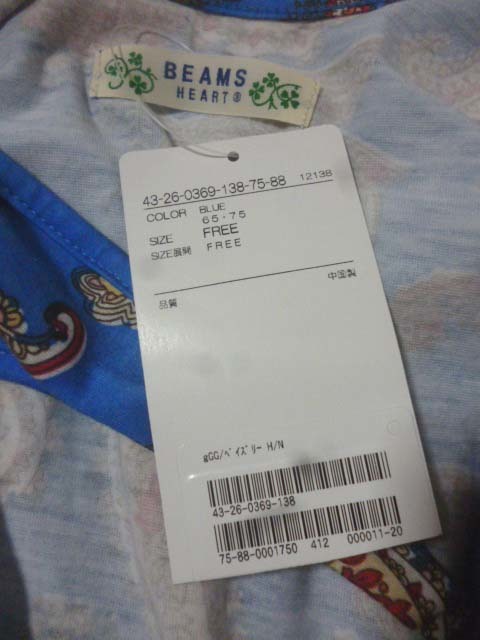 BEAMS
HEART®
43-26-0369-138-75-88 12138
COLOR BLUE
65・75
SIZE FREE
SIZE展開 FREE
品質 中国製
gGG/ペイズリー H/N
43-26-0369-138
75-88-0001750 412 000011-20